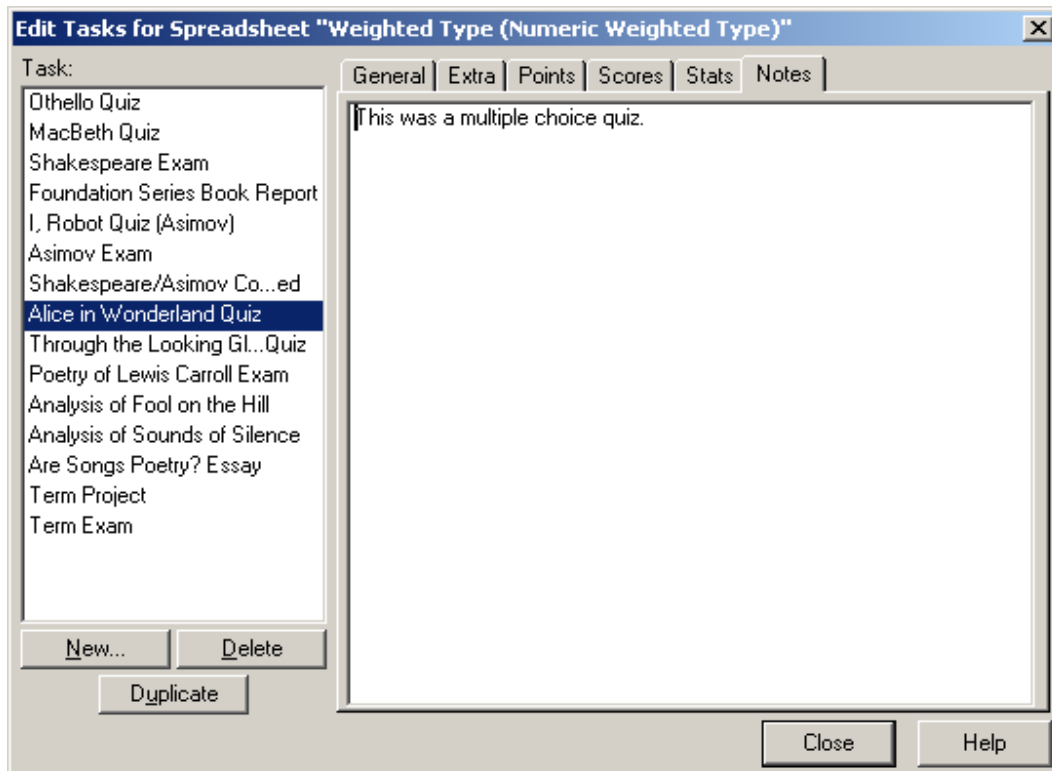 Edit Tasks for Spreadsheet "Weighted Type (Numeric Weighted Type)"
Task:
Othello Quiz
MacBeth Quiz
Shakespeare Exam
Foundation Series Book Report
I, Robot Quiz (Asimov)
Asimov Exam
Shakespeare/Asimov Co...ed
Alice in Wonderland Quiz
Through the Looking Gl...Quiz
Poetry of Lewis Carroll Exam
Analysis of Fool on the Hill
Analysis of Sounds of Silence
Are Songs Poetry? Essay
Term Project
Term Exam
New... Delete
Duplicate
General Extra Points Scores Stats Notes
This was a multiple choice quiz.
Close Help